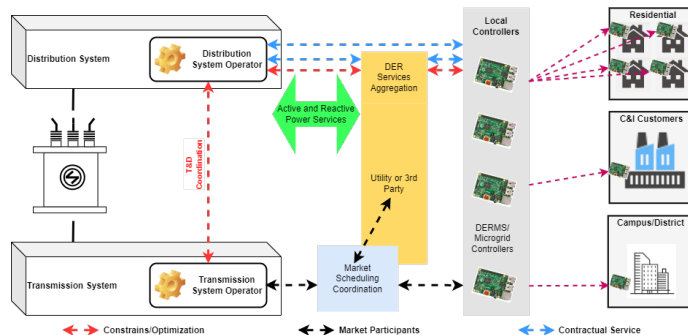 Distribution System
Distribution
System Operator
DER
Services
Aggregation
Local
Controllers
Residential
Active and Reactive
Power Services
T&D
Coordination
C&I Customers
Utility or 3rd
Party
DERMS/
Microgrid
Controllers
Campus/District
Transmission System
Transmission
System Operator
Market
Scheduling
Coordination
Constrains/Optimization
Market Participants
Contractual Service